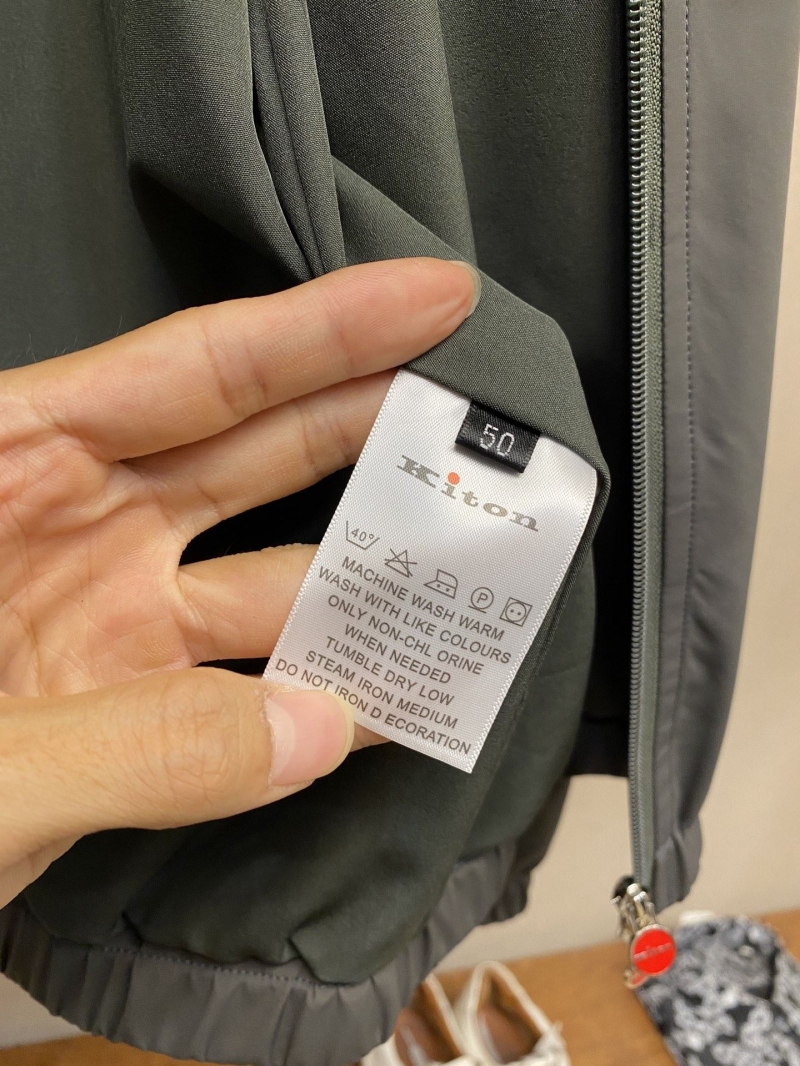 50
Kiton
40°
P
MACHINE WASH WARM
WASH WITH LIKE COLOURS
ONLY NON-CHL ORINE
WHEN NEEDED
TUMBLE DRY LOW
STEAM IRON MEDIUM
DO NOT IRON D ECORATION